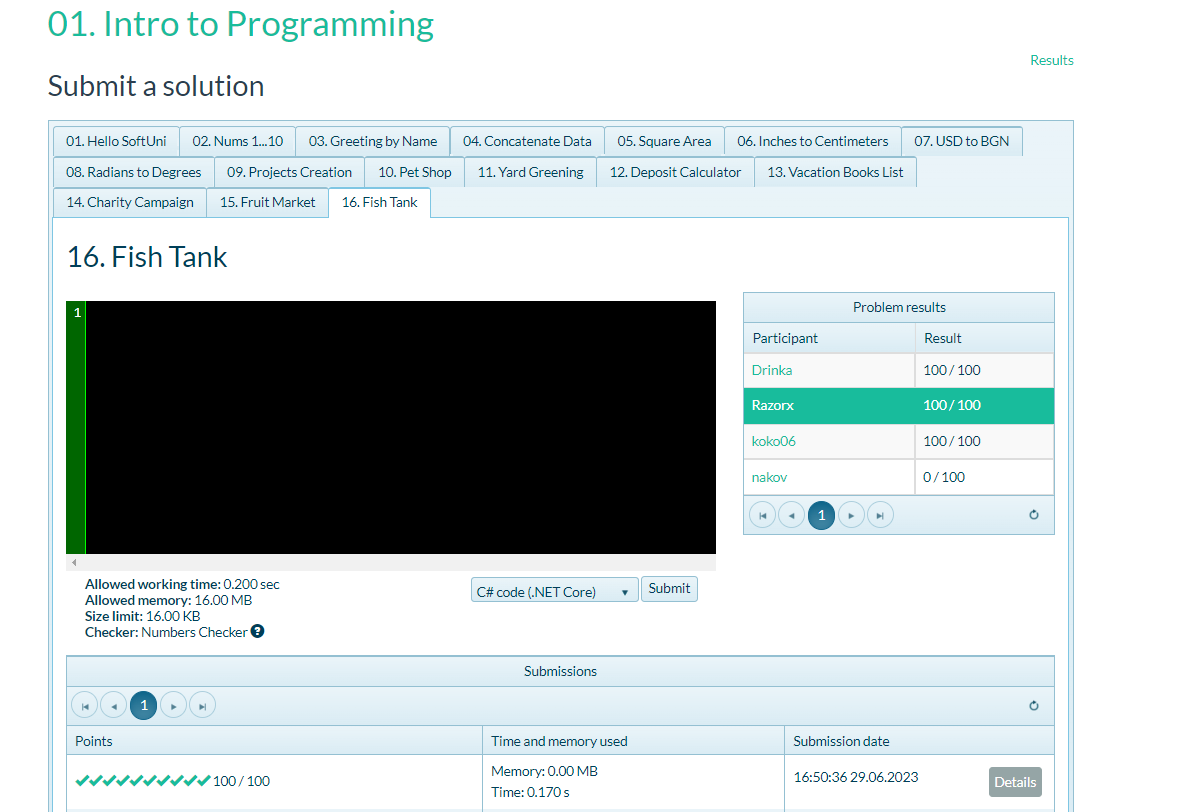 01. Intro to Programming
Results
Submit a solution
01. Hello SoftUni 02. Nums 1...10 03. Greeting by Name 04. Concatenate Data 05. Square Area 06. Inches to Centimeters 07. USD to BGN
08. Radians to Degrees 09. Projects Creation 10. Pet Shop 11. Yard Greening 12. Deposit Calculator 13. Vacation Books List
14. Charity Campaign 15. Fruit Market 16. Fish Tank
16. Fish Tank
1
Problem results
Participant Result
Drinka 100 / 100
Razorx 100 / 100
koko06 100 / 100
nakov 0 / 100
1
Allowed working time: 0.200 sec
Allowed memory: 16.00 MB
Size limit: 16.00 KB
Checker: Numbers Checker ?
C# code (.NET Core) Submit
Submissions
1
Points Time and memory used Submission date
100 / 100 Memory: 0.00 MB 16:50:36 29.06.2023 Details
Time: 0.170 s